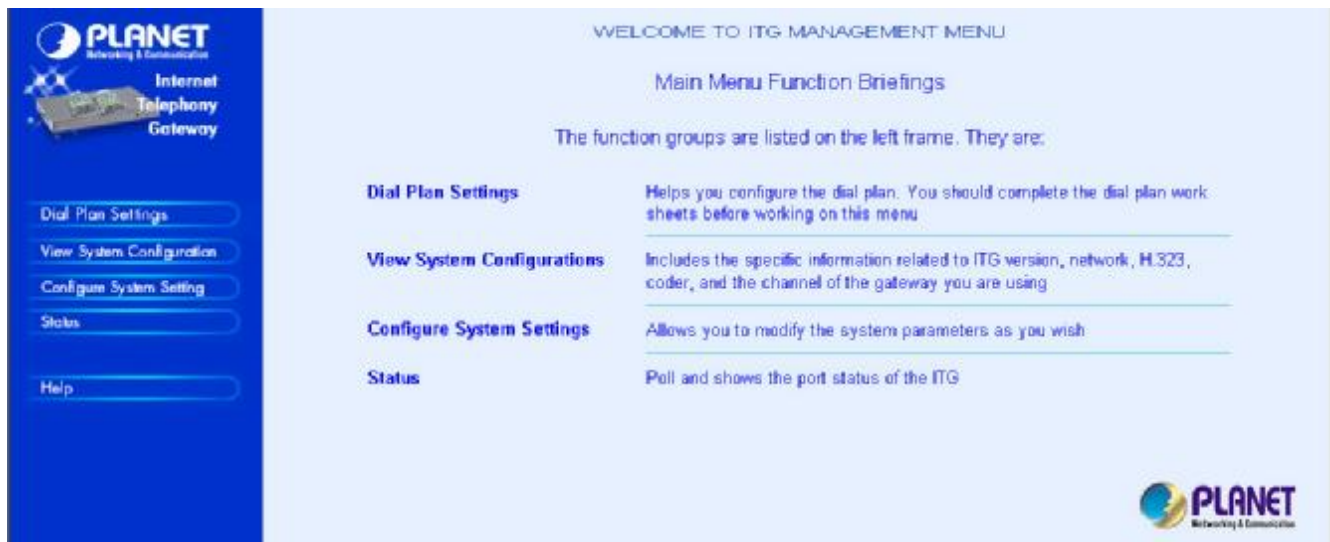 PLANET
Networking & Communication
Internet
Telephony
Gateway
Dial Plan Settings
View System Configuration
Configure System Setting
Status
Help
WELCOME TO ITG MANAGEMENT MENU
Main Menu Function Briefings
The function groups are listed on the left frame. They are:
Dial Plan Settings
Helps you configure the dial plan. You should complete the dial plan work
sheets before working on this menu
View System Configurations
Includes the specific information related to ITG version, network, H.323,
coder, and the channel of the gateway you are using
Configure System Settings
Allows you to modify the system parameters as you wish
Status
Poll and shows the port status of the ITG
PLANET
Networking & Communication